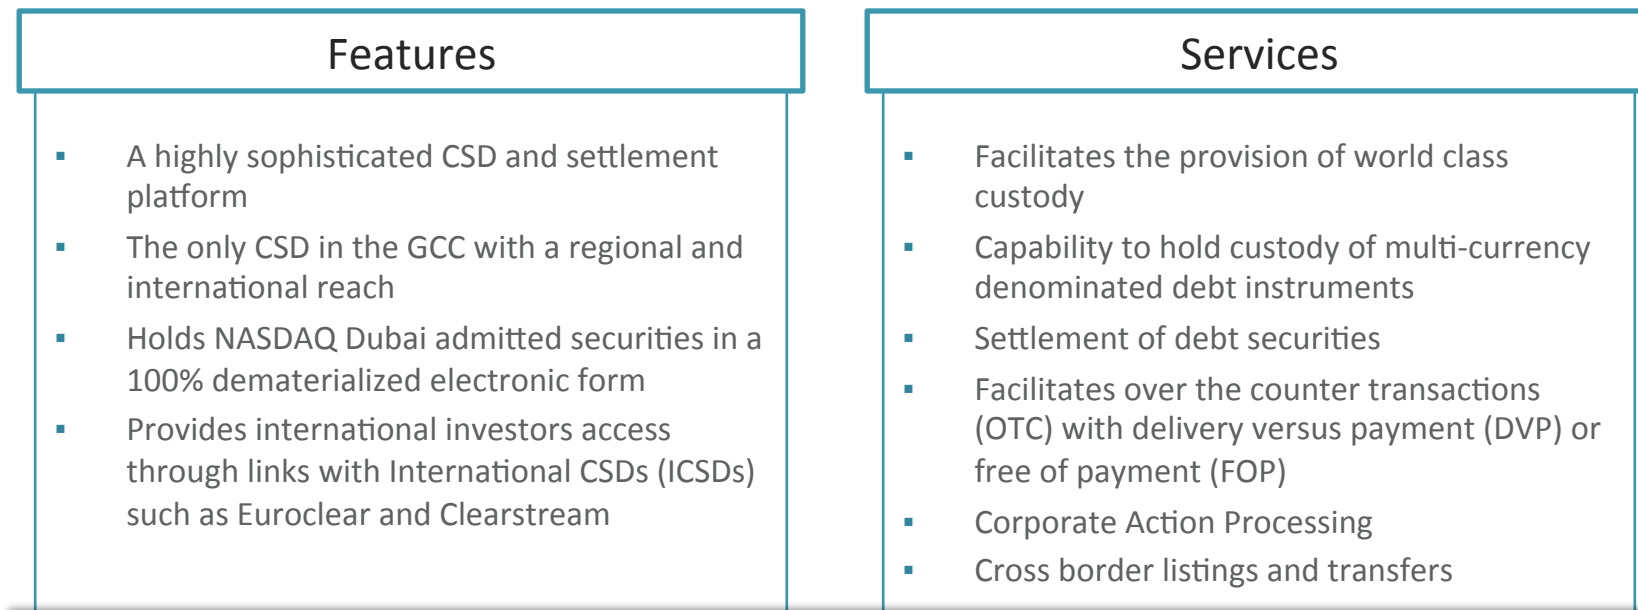 Features
▪ A highly sophisticated CSD and settlement
platform
▪ The only CSD in the GCC with a regional and
international reach
▪ Holds NASDAQ Dubai admitted securities in a
100% dematerialized electronic form
▪ Provides international investors access
through links with International CSDs (ICSDs)
such as Euroclear and Clearstream
Services
▪ Facilitates the provision of world class
custody
▪ Capability to hold custody of multi-currency
denominated debt instruments
▪ Settlement of debt securities
▪ Facilitates over the counter transactions
(OTC) with delivery versus payment (DVP) or
free of payment (FOP)
▪ Corporate Action Processing
▪ Cross border listings and transfers